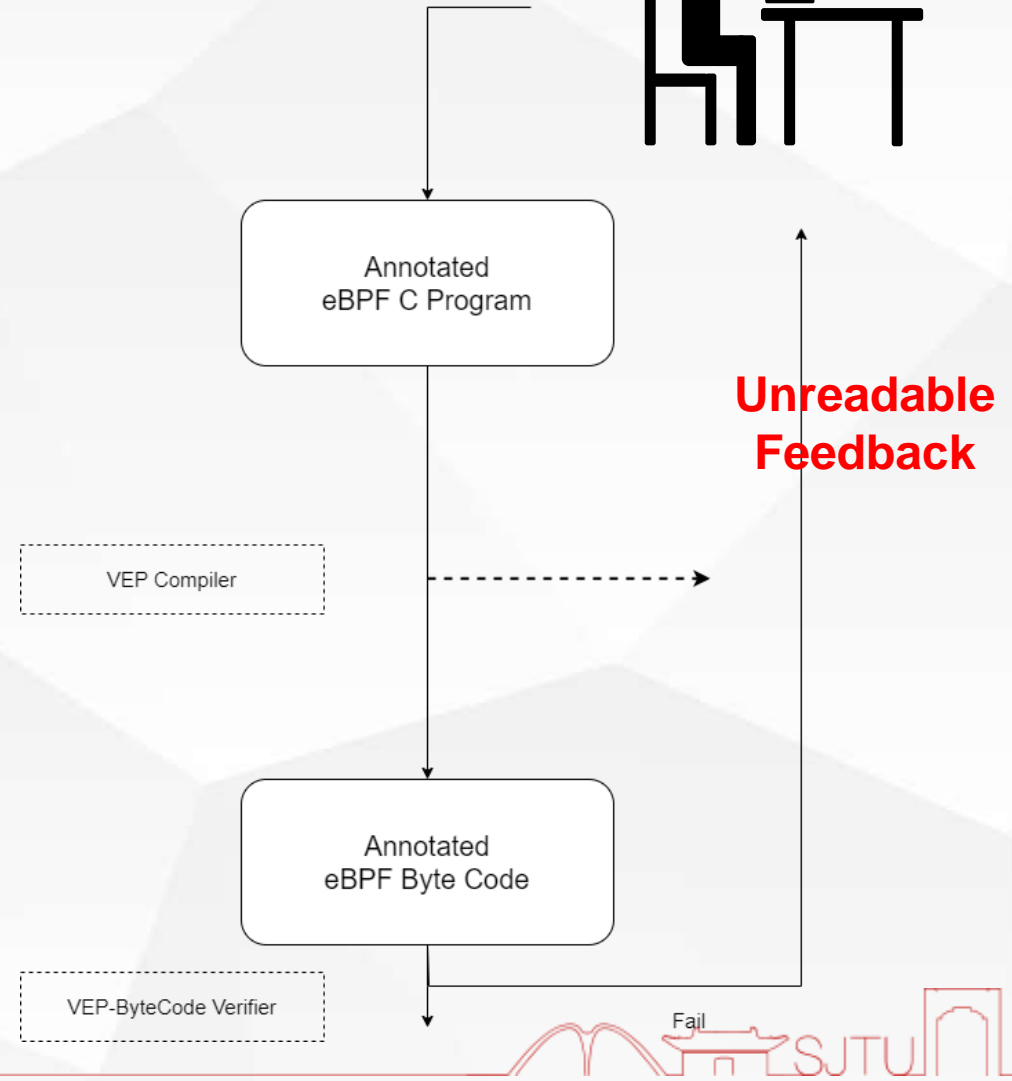 Annotated
eBPF C Program
Unreadable
Feedback
VEP Compiler
Annotated
eBPF Byte Code
VEP-ByteCode Verifier
Fail
SJTU